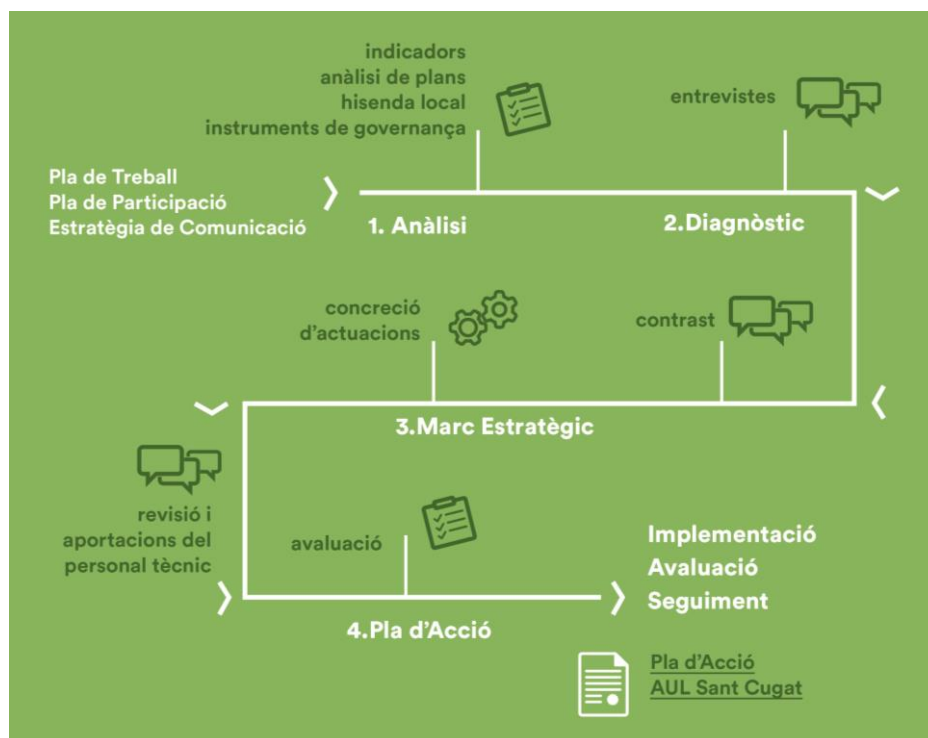 indicadors
anàlisi de plans
hisenda local
instruments de governança
entrevistes
Pla de Treball
Pla de Participació
Estratègia de Comunicació
1. Anàlisi
2.Diagnòstic
concreció
d'actuacions
contrast
3.Marc Estratègic
revisió i
aportacions del
personal tècnic
avaluació
4.Pla d'Acció
Implementació
Avaluació
Seguiment
Pla d'Acció
AUL Sant Cugat